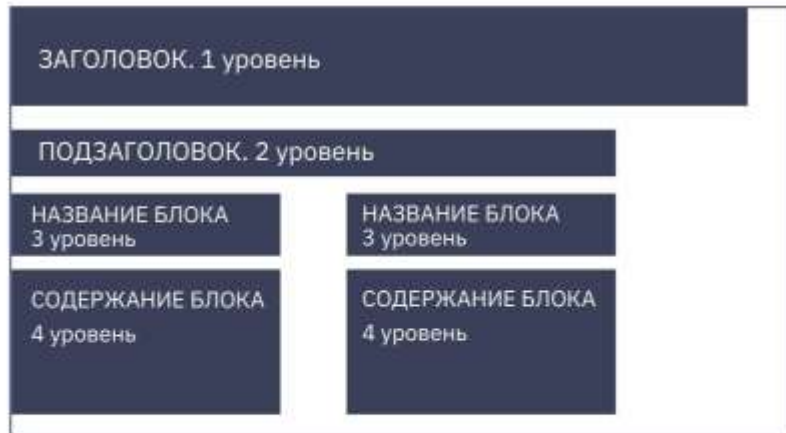 ЗАГОЛОВОК. 1 уровень
ПОДЗАГОЛОВОК. 2 уровень
НАЗВАНИЕ БЛОКА
3 уровень
НАЗВАНИЕ БЛОКА
3 уровень
СОДЕРЖАНИЕ БЛОКА
4 уровень
СОДЕРЖАНИЕ БЛОКА
4 уровень